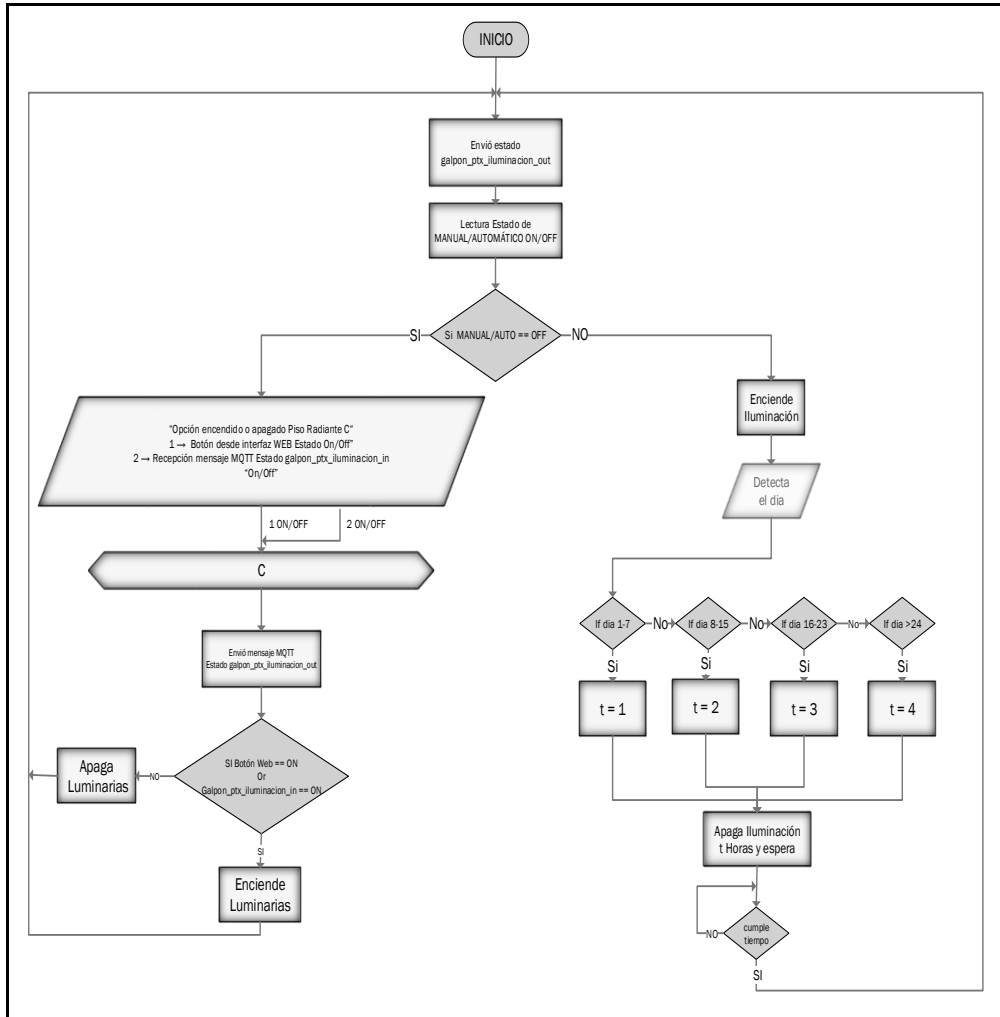 INICIO
Envió estado
galpon_ptx_iluminacion_out
Lectura Estado de
MANUAL/AUTOMÁTICO ON/OFF
Si MANUAL/AUTO == OFF
SI
NO
"Opción encendido o apagado Piso Radiante C"
1 → Botón desde interfaz WEB Estado On/Off"
2 → Recepción mensaje MQTT Estado galpon_ptx_iluminacion_in
"On/Off"
1 ON/OFF
2 ON/OFF
C
Envió mensaje MQTT
Estado galpon_ptx_iluminacion_out
SI Botón Web == ON
Or
Galpon_ptx_iluminacion_in == ON
NO
Apaga
Luminarias
SI
Enciende
Luminarias
Enciende
Iluminación
Detecta
el dia
If dia 1-7
No
If dia 8-15
No
If dia 16-23
No
If dia >24
Si
Si
Si
Si
t = 1
t = 2
t = 3
t = 4
Apaga Iluminación
t Horas y espera
cumple
tiempo
NO
SI